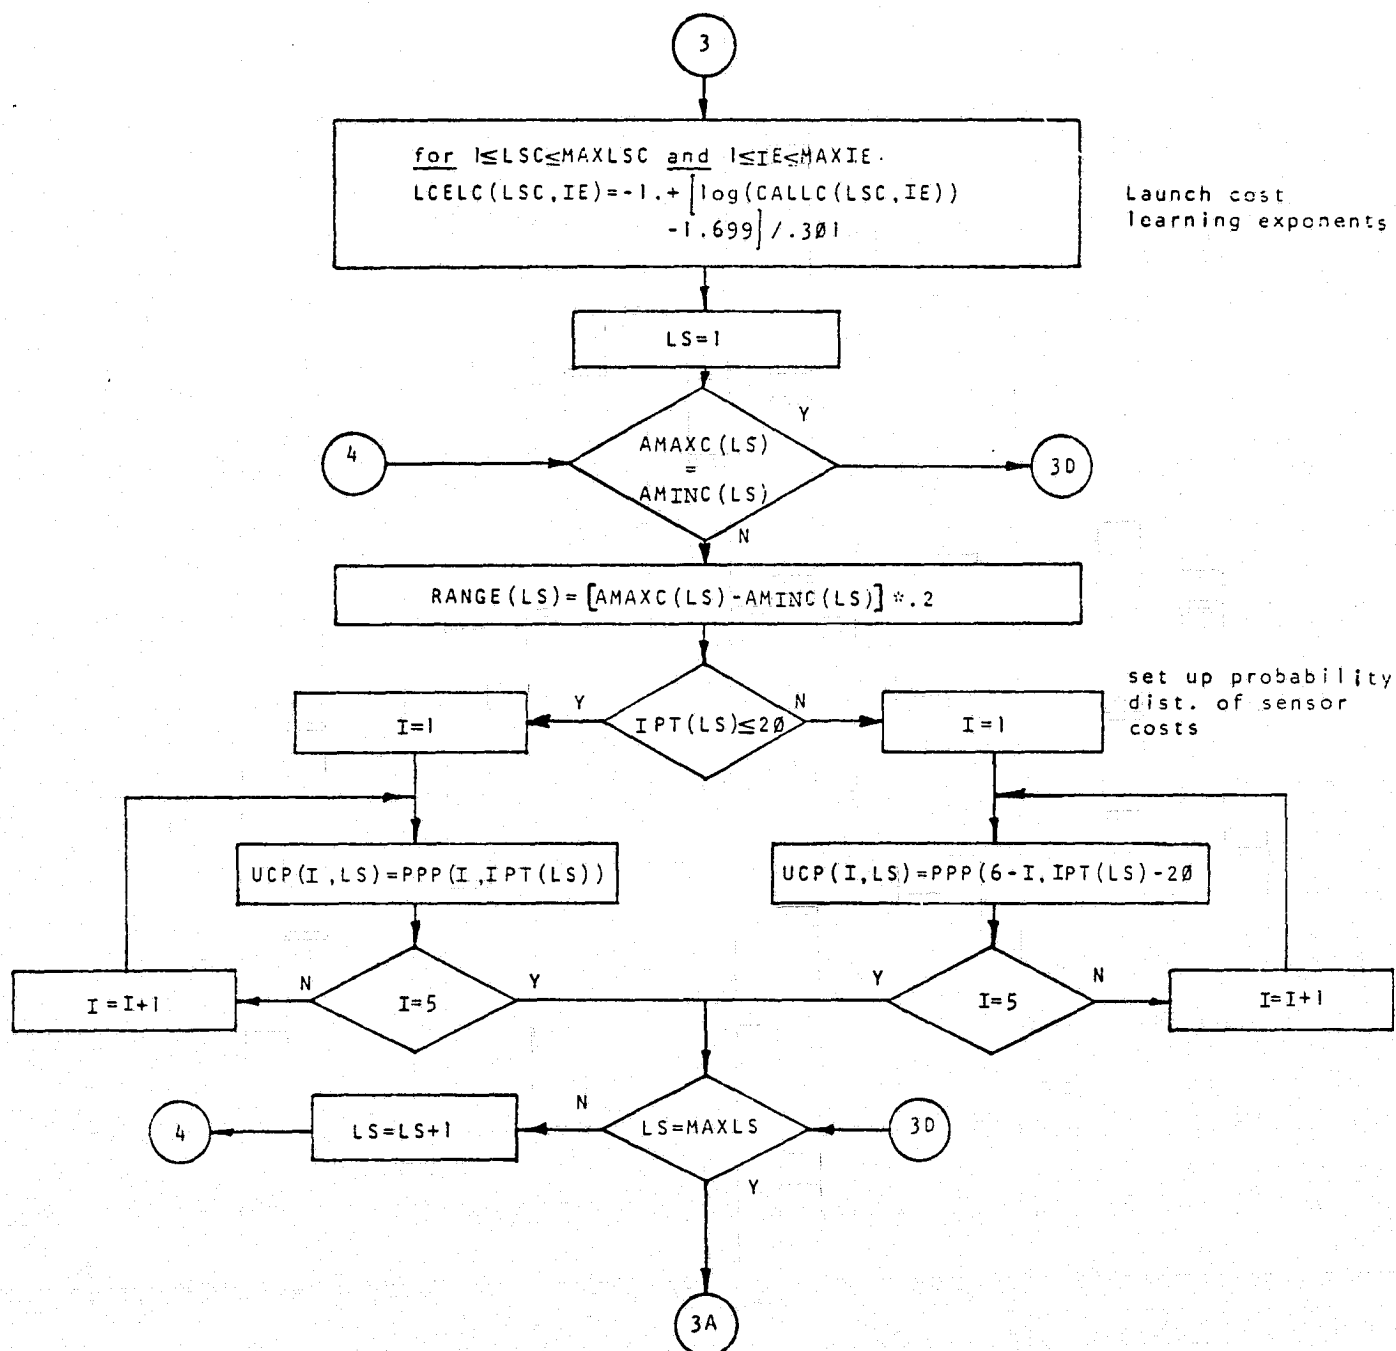 3
for 1≤LSC≤MAXLSC and 1≤IE≤MAXIE.
LCELC(LSC,IE)=-1.+[log(CALLC(LSC,IE))
-1.699]/.3Ø1
Launch cost
learning exponents
LS=1
Y
4
AMAXC(LS)
=
AMINC(LS)
3D
N
RANGE(LS)=[AMAXC(LS)-AMINC(LS)]*.2
set up probability
dist. of sensor
costs
Y
N
I=1
IPT(LS)≤2Ø
I=1
UCP(I,LS)=PPP(I,IPT(LS))
UCP(I,LS)=PPP(6-I,IPT(LS)-2Ø
I=I+1
N
I=5
Y
Y
I=5
N
I=I+1
4
LS=LS+1
N
LS=MAXLS
3D
Y
3A